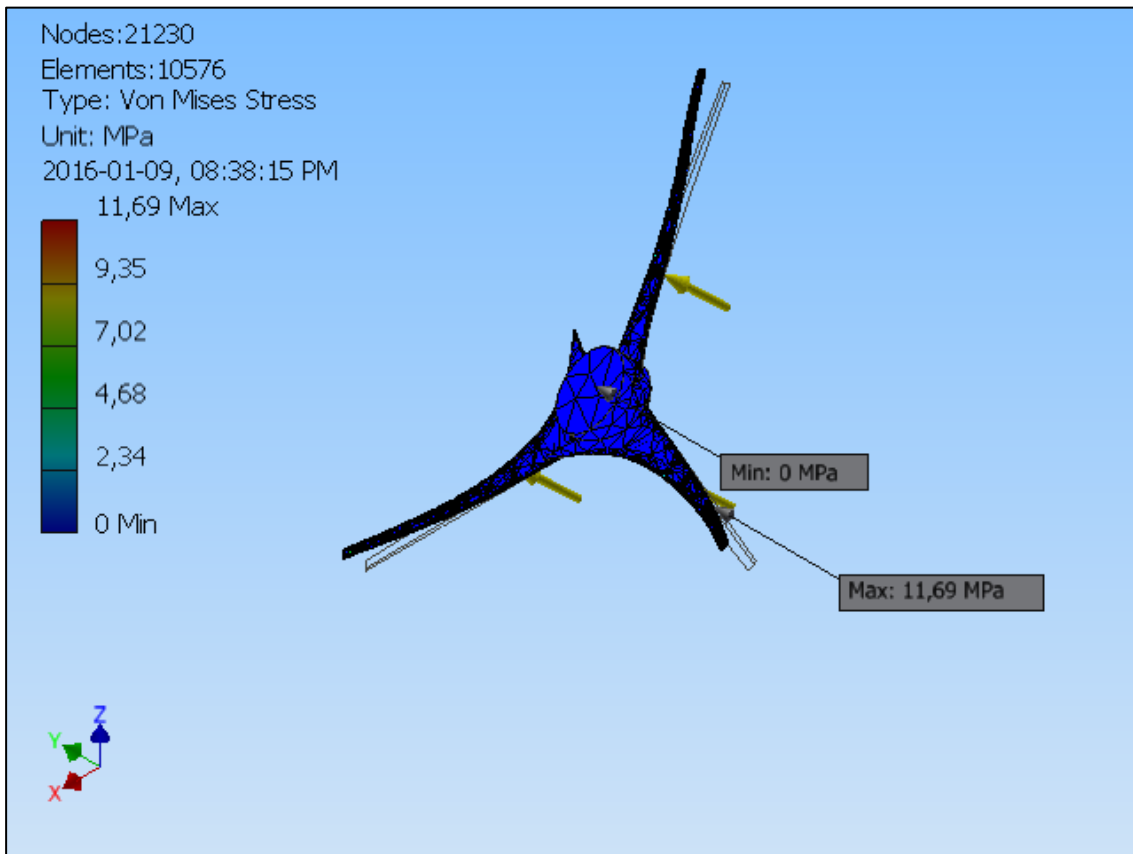 Nodes:21230
Elements:10576
Type: Von Mises Stress
Unit: MPa
2016-01-09, 08:38:15 PM
11,69 Max
9,35
7,02
4,68
2,34
0 Min
Min: 0 MPa
Max: 11,69 MPa
Z
Y
X